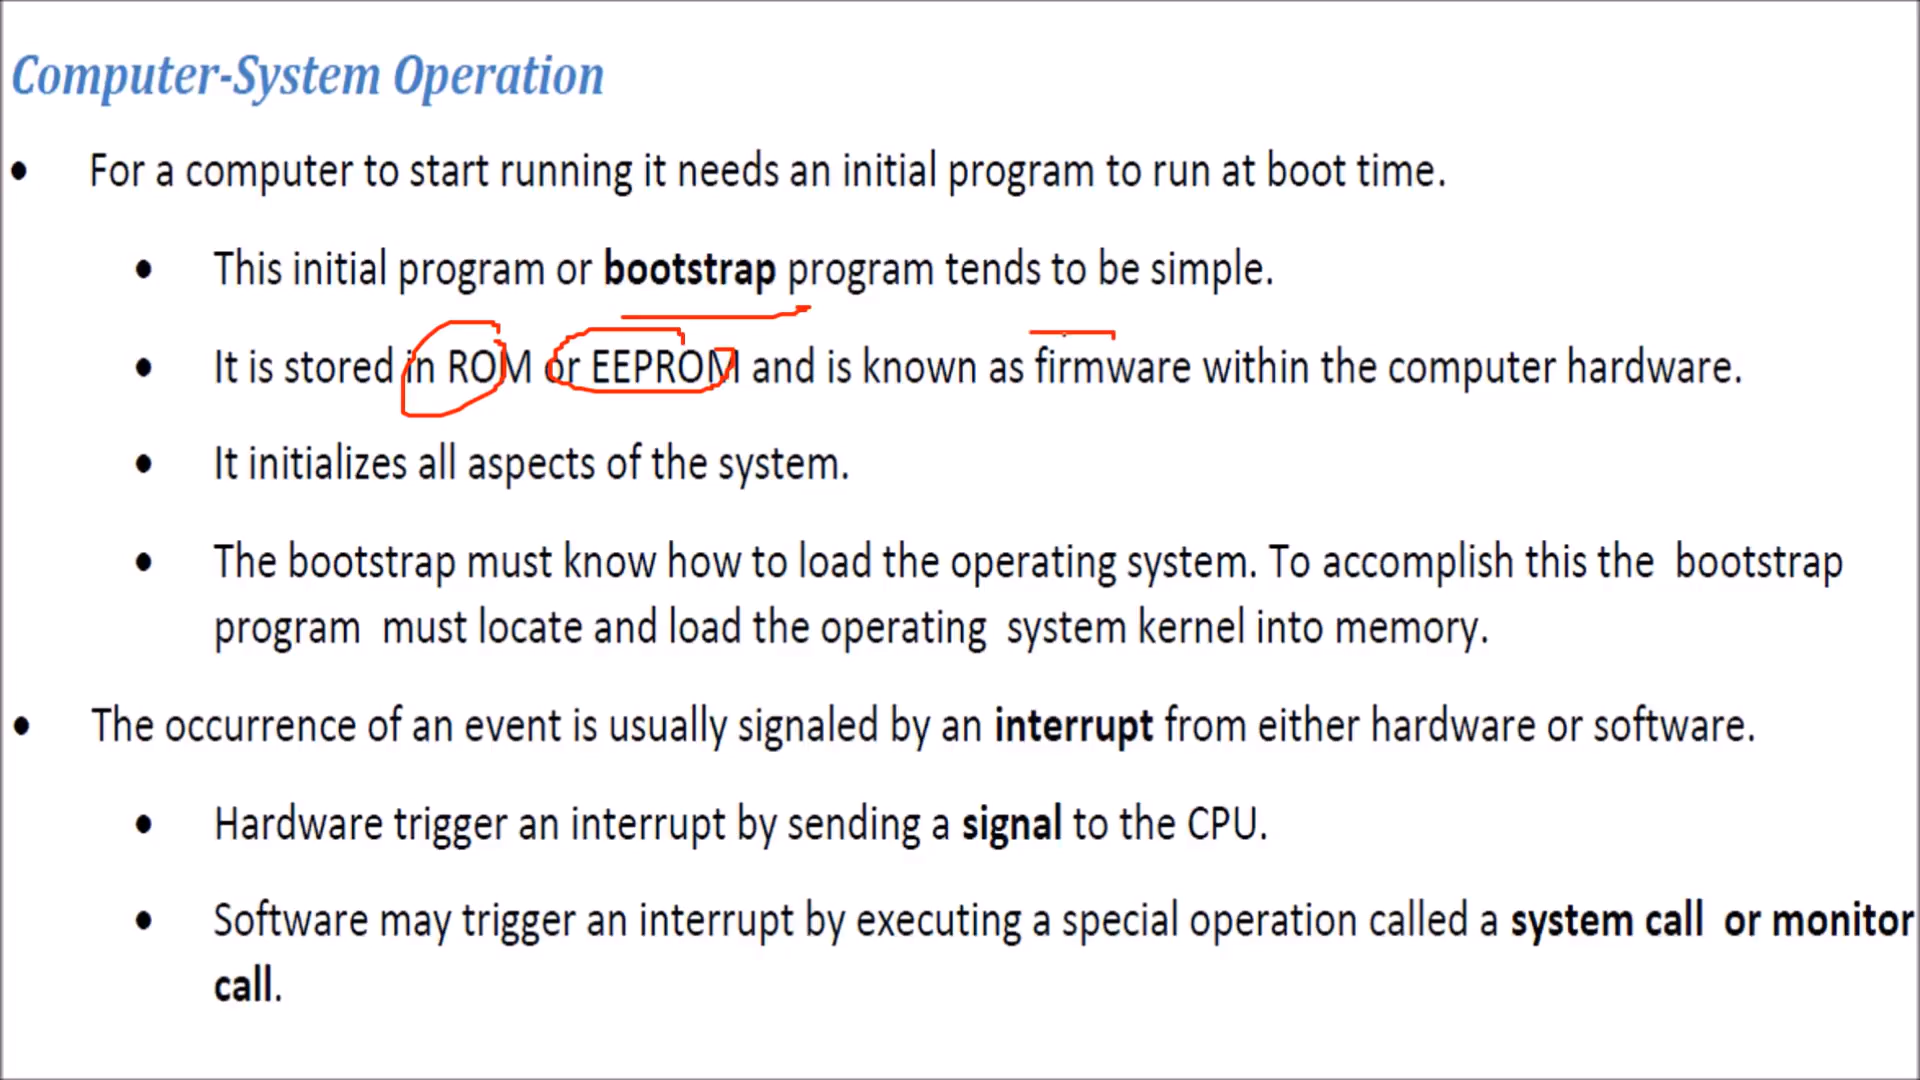 Computer-System Operation
• For a computer to start running it needs an initial program to run at boot time.
• This initial program or bootstrap program tends to be simple.
• It is stored in ROM or EEPROM and is known as firmware within the computer hardware.
• It initializes all aspects of the system.
• The bootstrap must know how to load the operating system. To accomplish this the bootstrap
program must locate and load the operating system kernel into memory.
• The occurrence of an event is usually signaled by an interrupt from either hardware or software.
• Hardware trigger an interrupt by sending a signal to the CPU.
• Software may trigger an interrupt by executing a special operation called a system call or monitor
call.